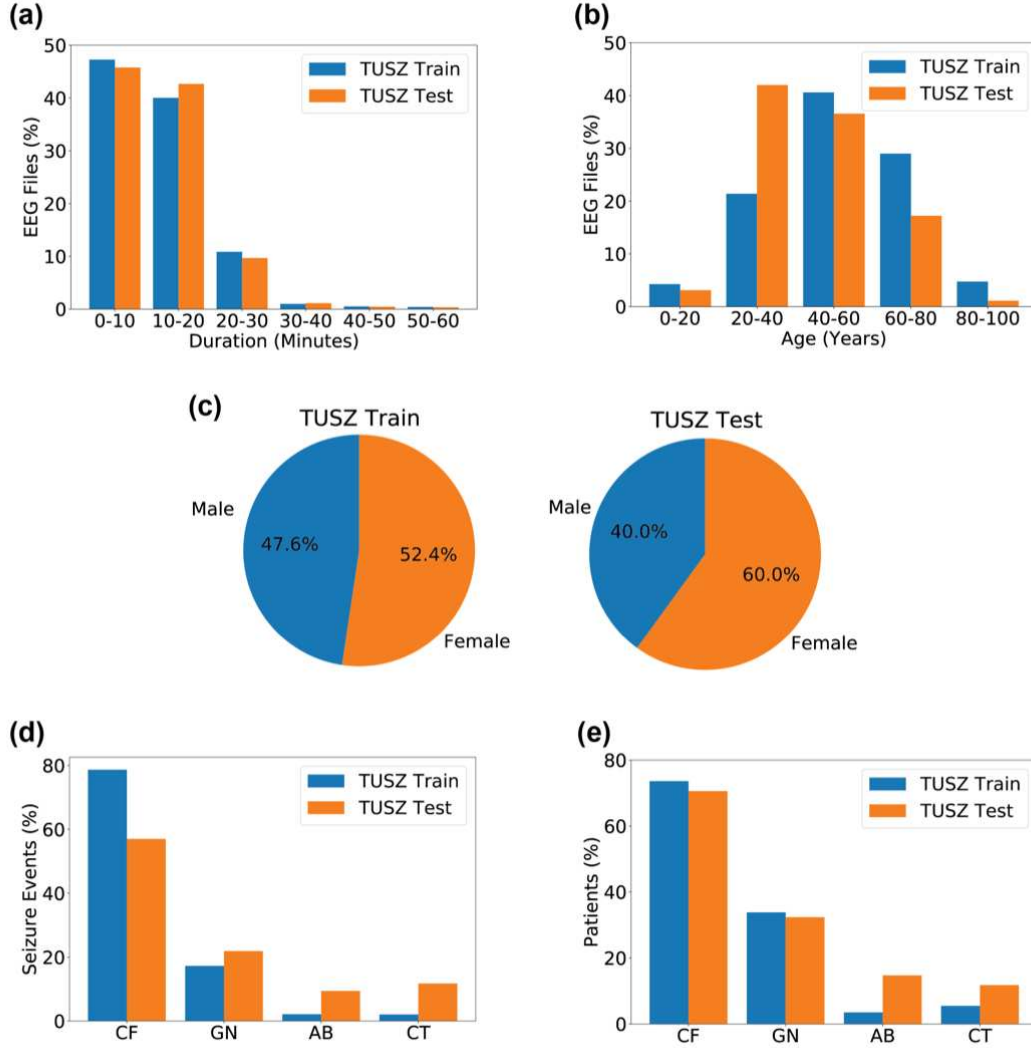 (a)
50
40
30
20
10
0
EEG Files (%)
TUSZ Train
TUSZ Test
0-10 10-20 20-30 30-40 40-50 50-60
Duration (Minutes)
(b)
50
40
30
20
10
0
EEG Files (%)
TUSZ Train
TUSZ Test
0-20 20-40 40-60 60-80 80-100
Age (Years)
(c)
TUSZ Train
Male
47.6%
52.4%
Female
TUSZ Test
Male
40.0%
60.0%
Female
(d)
80
60
40
20
0
Seizure Events (%)
TUSZ Train
TUSZ Test
CF GN AB CT
(e)
80
60
40
20
0
Patients (%)
TUSZ Train
TUSZ Test
CF GN AB CT